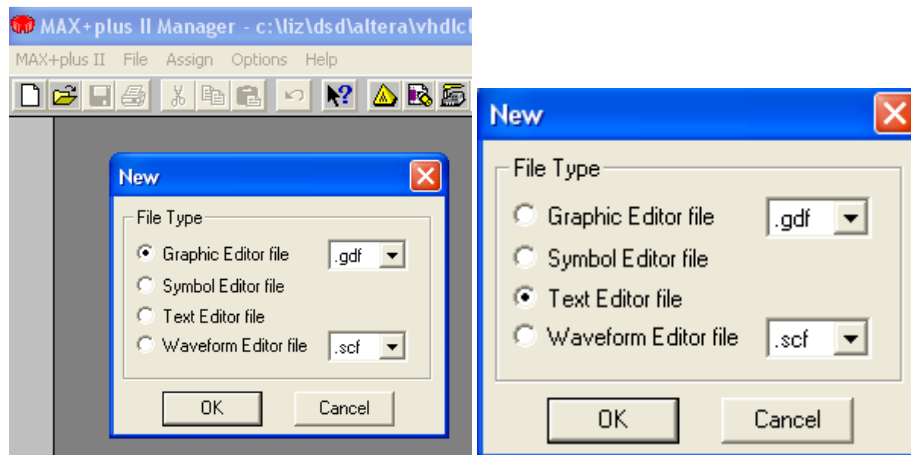 MAX+plus II Manager - c:\liz\dsd\altera\vhdlcl
MAX+plus II File Assign Options Help
New
File Type
Graphic Editor file .gdf
Symbol Editor file
Text Editor file
Waveform Editor file .scf
OK Cancel
New
File Type
Graphic Editor file .gdf
Symbol Editor file
Text Editor file
Waveform Editor file .scf
OK Cancel